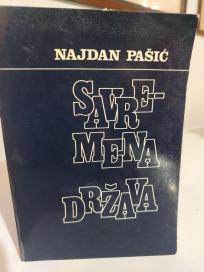 NAJDAN PAŠIĆ
SAVRE-
MENA
DRŽAVA